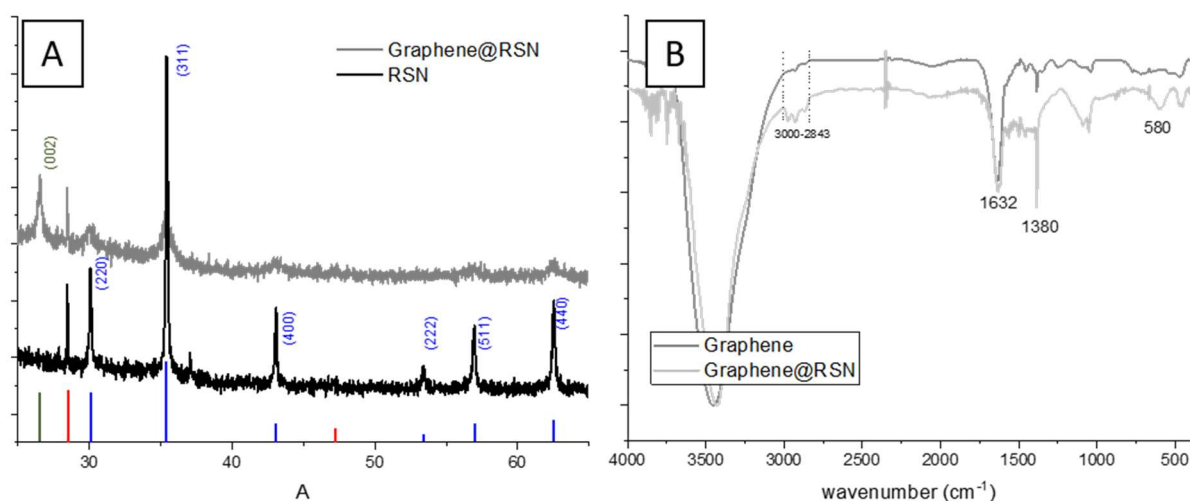 A
Graphene@RSN
RSN
(002)
(220)
(311)
(400)
(222)
(511)
(440)
30
40
50
60
A
B
3000-2843
1632
1380
580
Graphene
Graphene@RSN
4000
3500
3000
2500
2000
1500
1000
500
wavenumber (cm⁻¹)